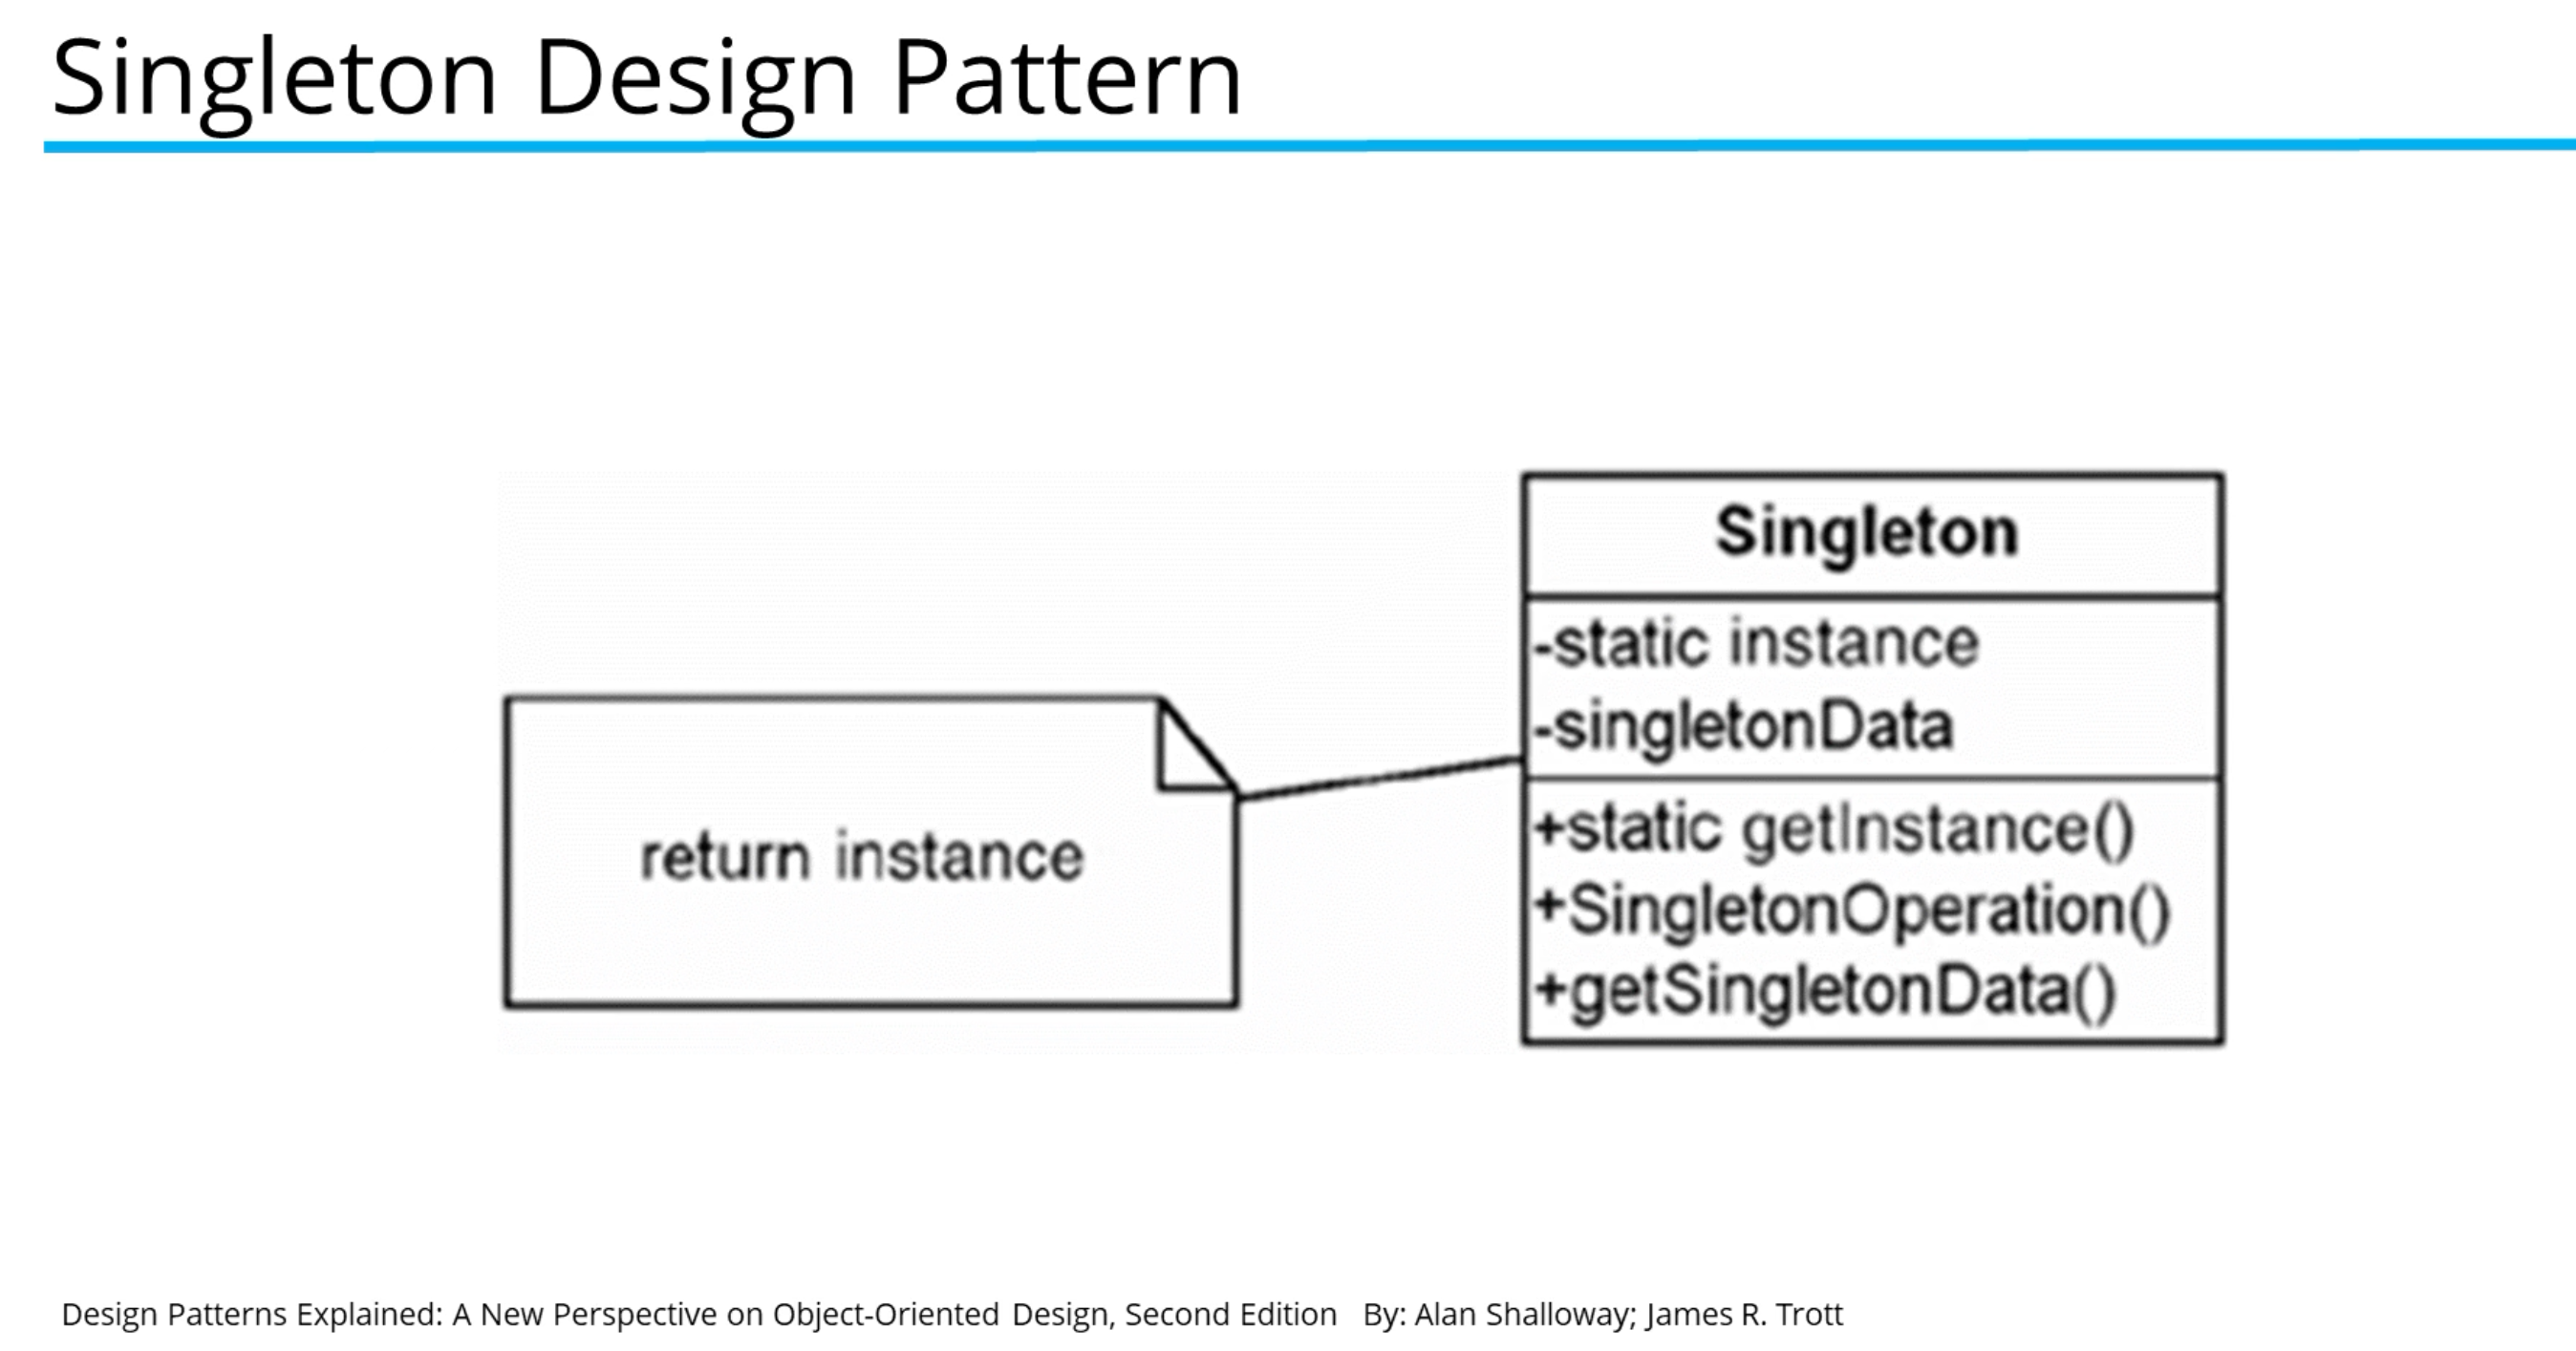 Singleton Design Pattern
Singleton
-static instance
-singletonData
+static getInstance()
+SingletonOperation()
+getSingletonData()
return instance
Design Patterns Explained: A New Perspective on Object-Oriented Design, Second Edition By: Alan Shalloway; James R. Trott